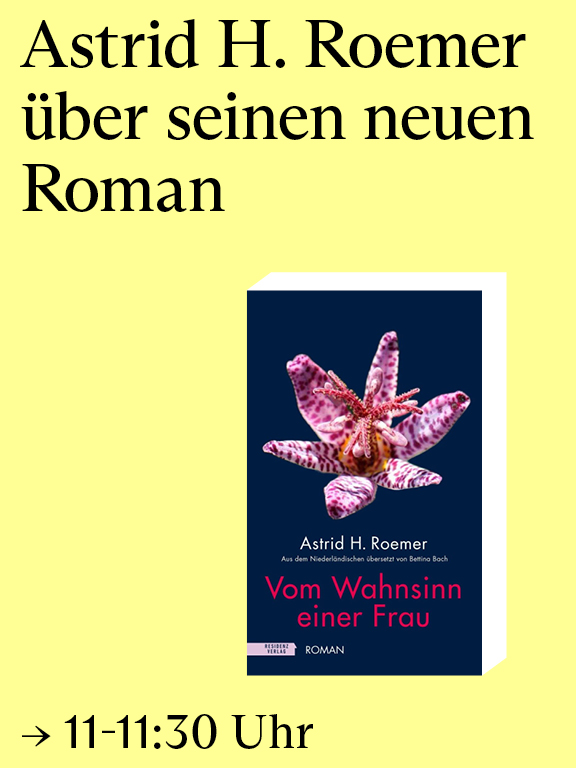 Astrid H. Roemer
über seinen neuen
Roman
Astrid H. Roemer
Aus dem Niederländischen übersetzt von Bettina Bach
Vom Wahnsinn
einer Frau
RESIDENZ
VERLAG
ROMAN
→ 11-11:30 Uhr